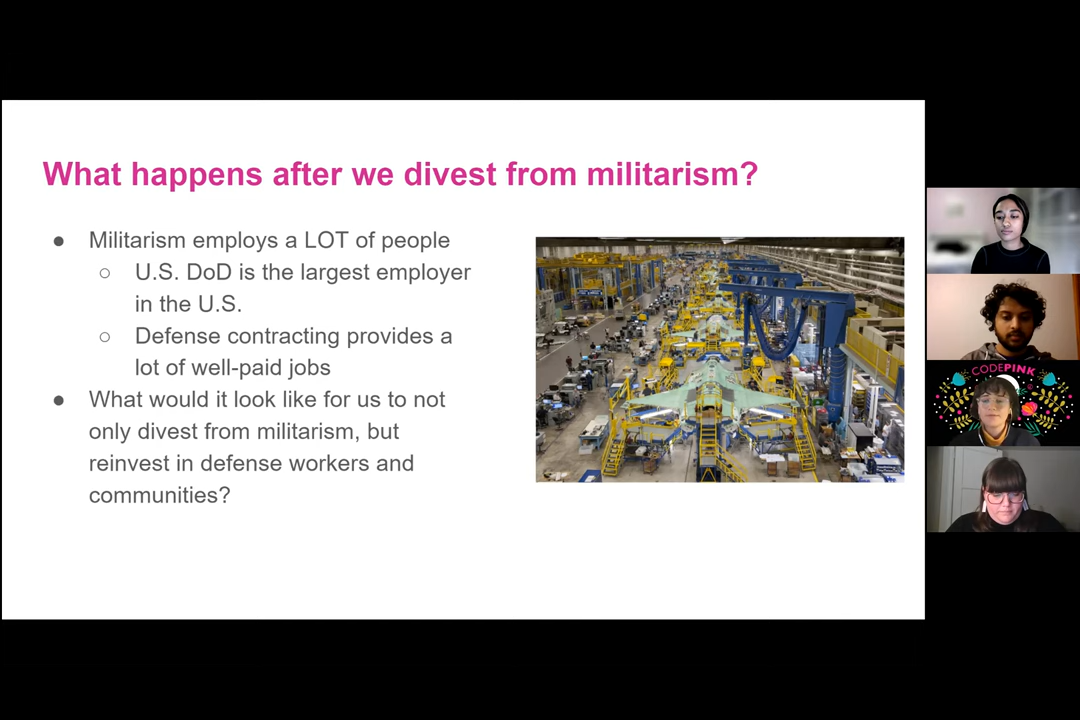 What happens after we divest from militarism?
● Militarism employs a LOT of people
○ U.S. DoD is the largest employer
in the U.S.
○ Defense contracting provides a
lot of well-paid jobs
● What would it look like for us to not
only divest from militarism, but
reinvest in defense workers and
communities?
CODEPINK